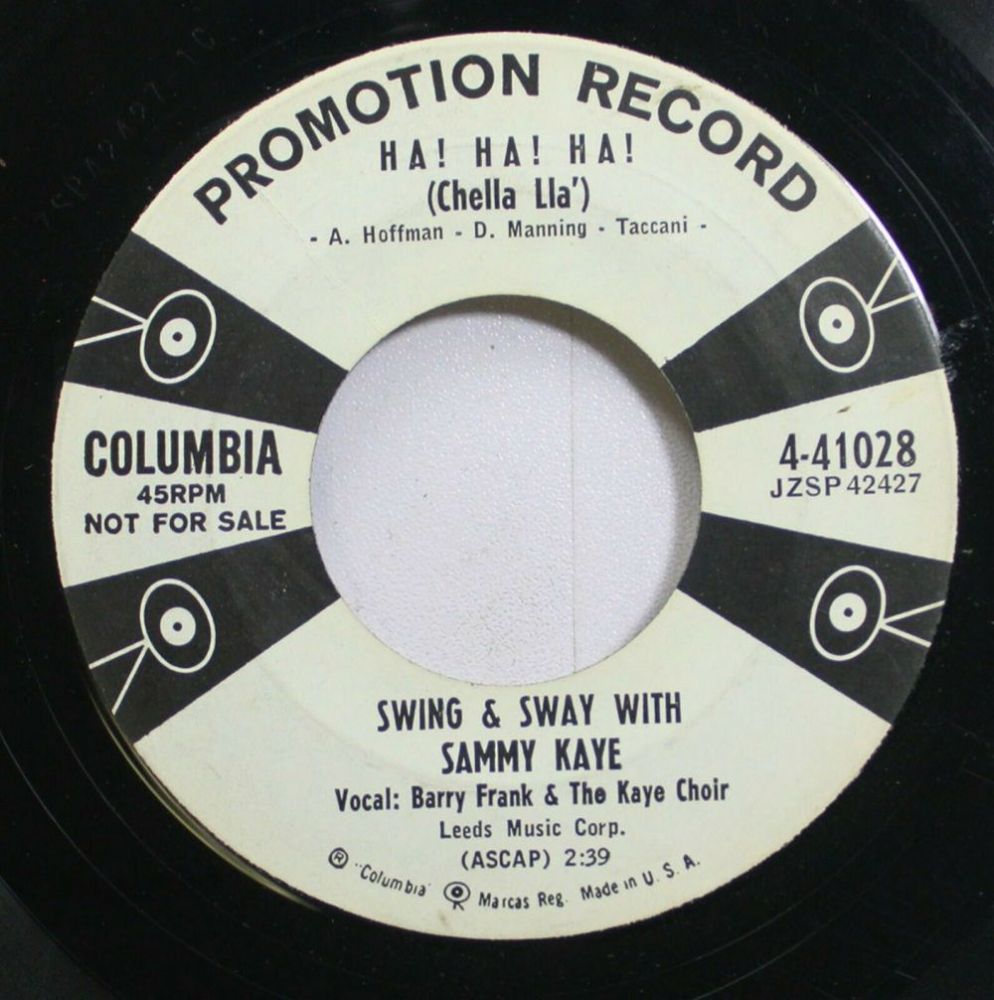 PROMOTION RECORD
HA! HA! HA!
(Chella Lla')
- A. Hoffman - D. Manning - Taccani -
COLUMBIA
45RPM
NOT FOR SALE
4-41028
JZSP 42427
SWING & SWAY WITH
SAMMY KAYE
Vocal: Barry Frank & The Kaye Choir
Leeds Music Corp.
(ASCAP) 2:39
® "Columbia" Marcas Reg. Made in U. S. A.